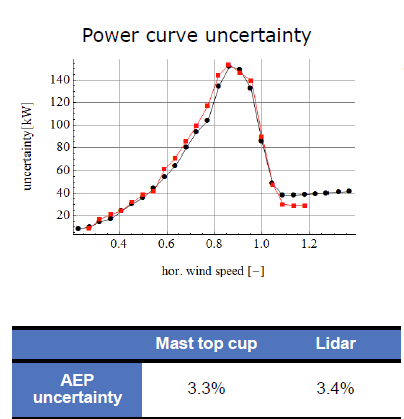 Power curve uncertainty
uncertainty[kW]
140
120
100
80
60
40
20
0.4 0.6 0.8 1.0 1.2
hor. wind speed [-]
Mast top cup Lidar
AEP uncertainty 3.3% 3.4%